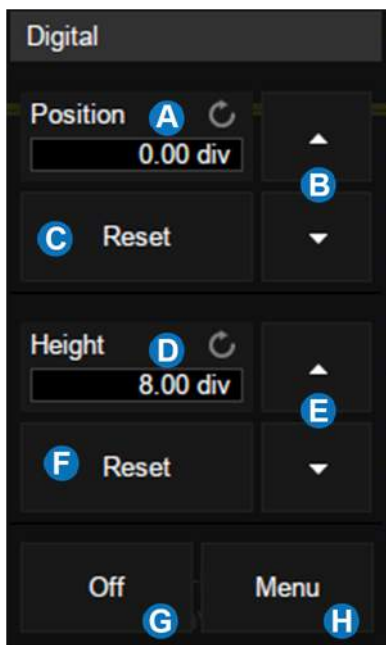 Digital
Position A
0.00 div
B
C Reset
Height D
8.00 div
E
F Reset
Off Menu
G H